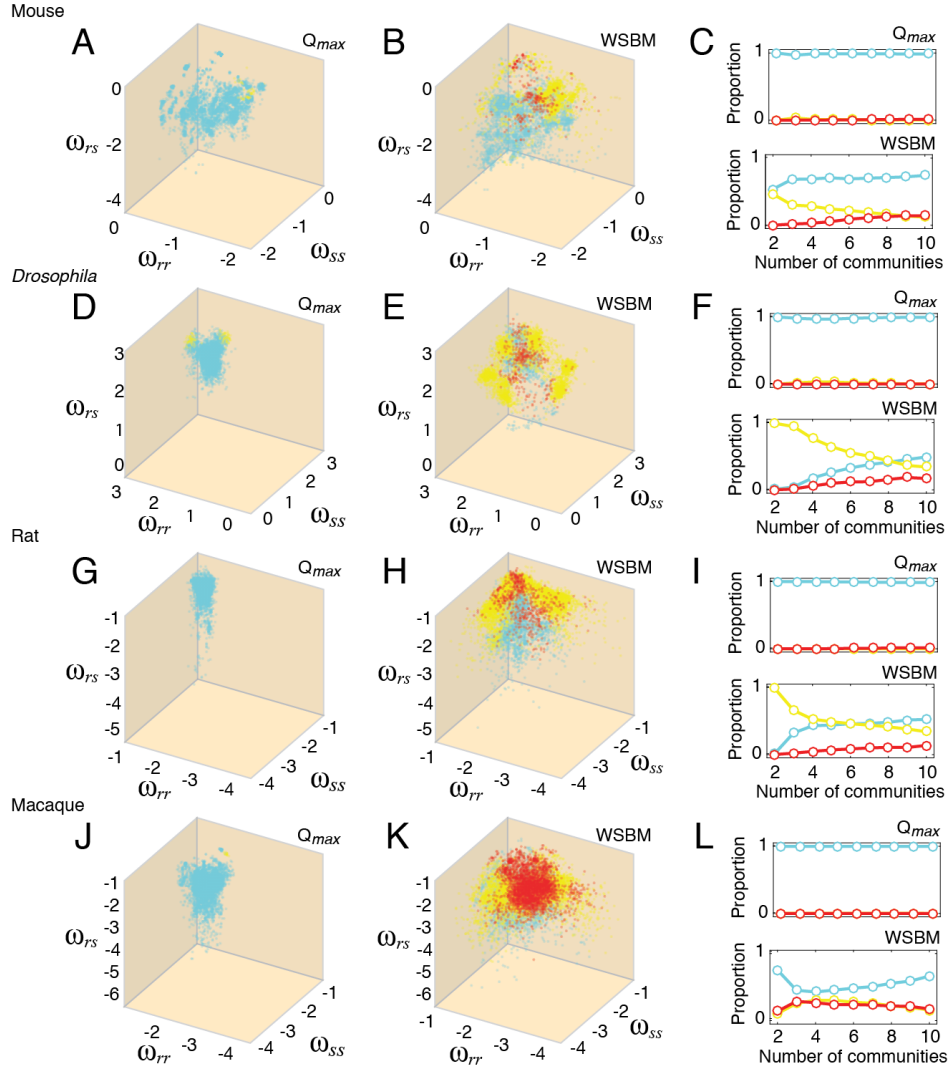 Mouse
A
Qmax
B
WSBM
C
Qmax
0
-2
-4
ωrs
0
-1
-2
ωrr
-2
-1
0
ωss
0
-2
-4
ωrs
0
-1
-2
ωrr
-2
-1
0
ωss
Proportion
1
0
WSBM
Proportion
1
0
2 4 6 8 10
Number of communities
Drosophila
D
Qmax
E
WSBM
F
Qmax
3
2
1
0
ωrs
3 2 1 0
ωrr
0 1 2 3
ωss
3
2
1
0
ωrs
3 2 1 0
ωrr
0 1 2 3
ωss
Proportion
1
0
WSBM
Proportion
1
0
2 4 6 8 10
Number of communities
Rat
G
Qmax
H
WSBM
I
Qmax
-1
-2
-3
-4
-5
ωrs
-1 -2 -3 -4
ωrr
-4 -3 -2 -1
ωss
-1
-2
-3
-4
-5
ωrs
-1 -2 -3 -4
ωrr
-4 -3 -2 -1
ωss
Proportion
1
0
WSBM
Proportion
1
0
2 4 6 8 10
Number of communities
Macaque
J
Qmax
K
WSBM
L
Qmax
-1
-2
-3
-4
-5
-6
ωrs
-2 -3 -4
ωrr
-4 -3 -2 -1
ωss
-1
-2
-3
-4
-5
-6
ωrs
-1 -2 -3 -4
ωrr
-4 -3 -2 -1
ωss
Proportion
1
0
WSBM
Proportion
1
0
2 4 6 8 10
Number of communities